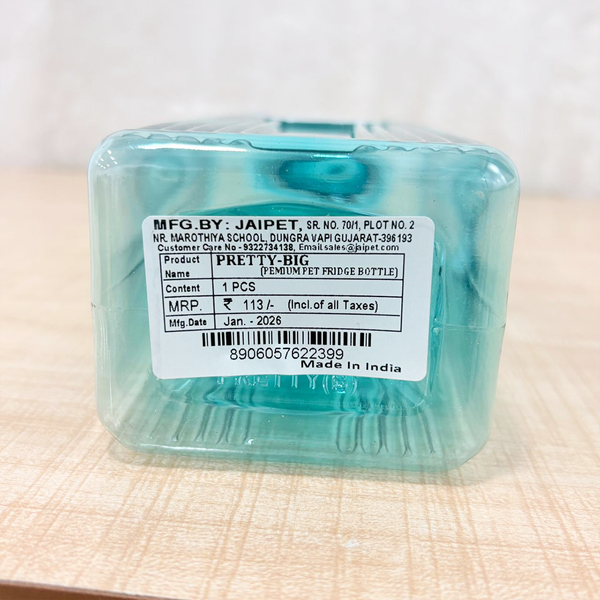 MFG.BY: JAIPET, SR. NO. 70/1, PLOT NO. 2
NR. MAROTHIYA SCHOOL, DUNGRA VAPI GUJARAT-396193
Customer Care No - 9322734138, Email:sales@jaipet.com
Product Name PRETTY-BIG
(PEMIUM PET FRIDGE BOTTLE)
Content 1 PCS
MRP. ₹ 113/- (Incl.of all Taxes)
Mfg.Date Jan. - 2026
8906057622399
Made In India